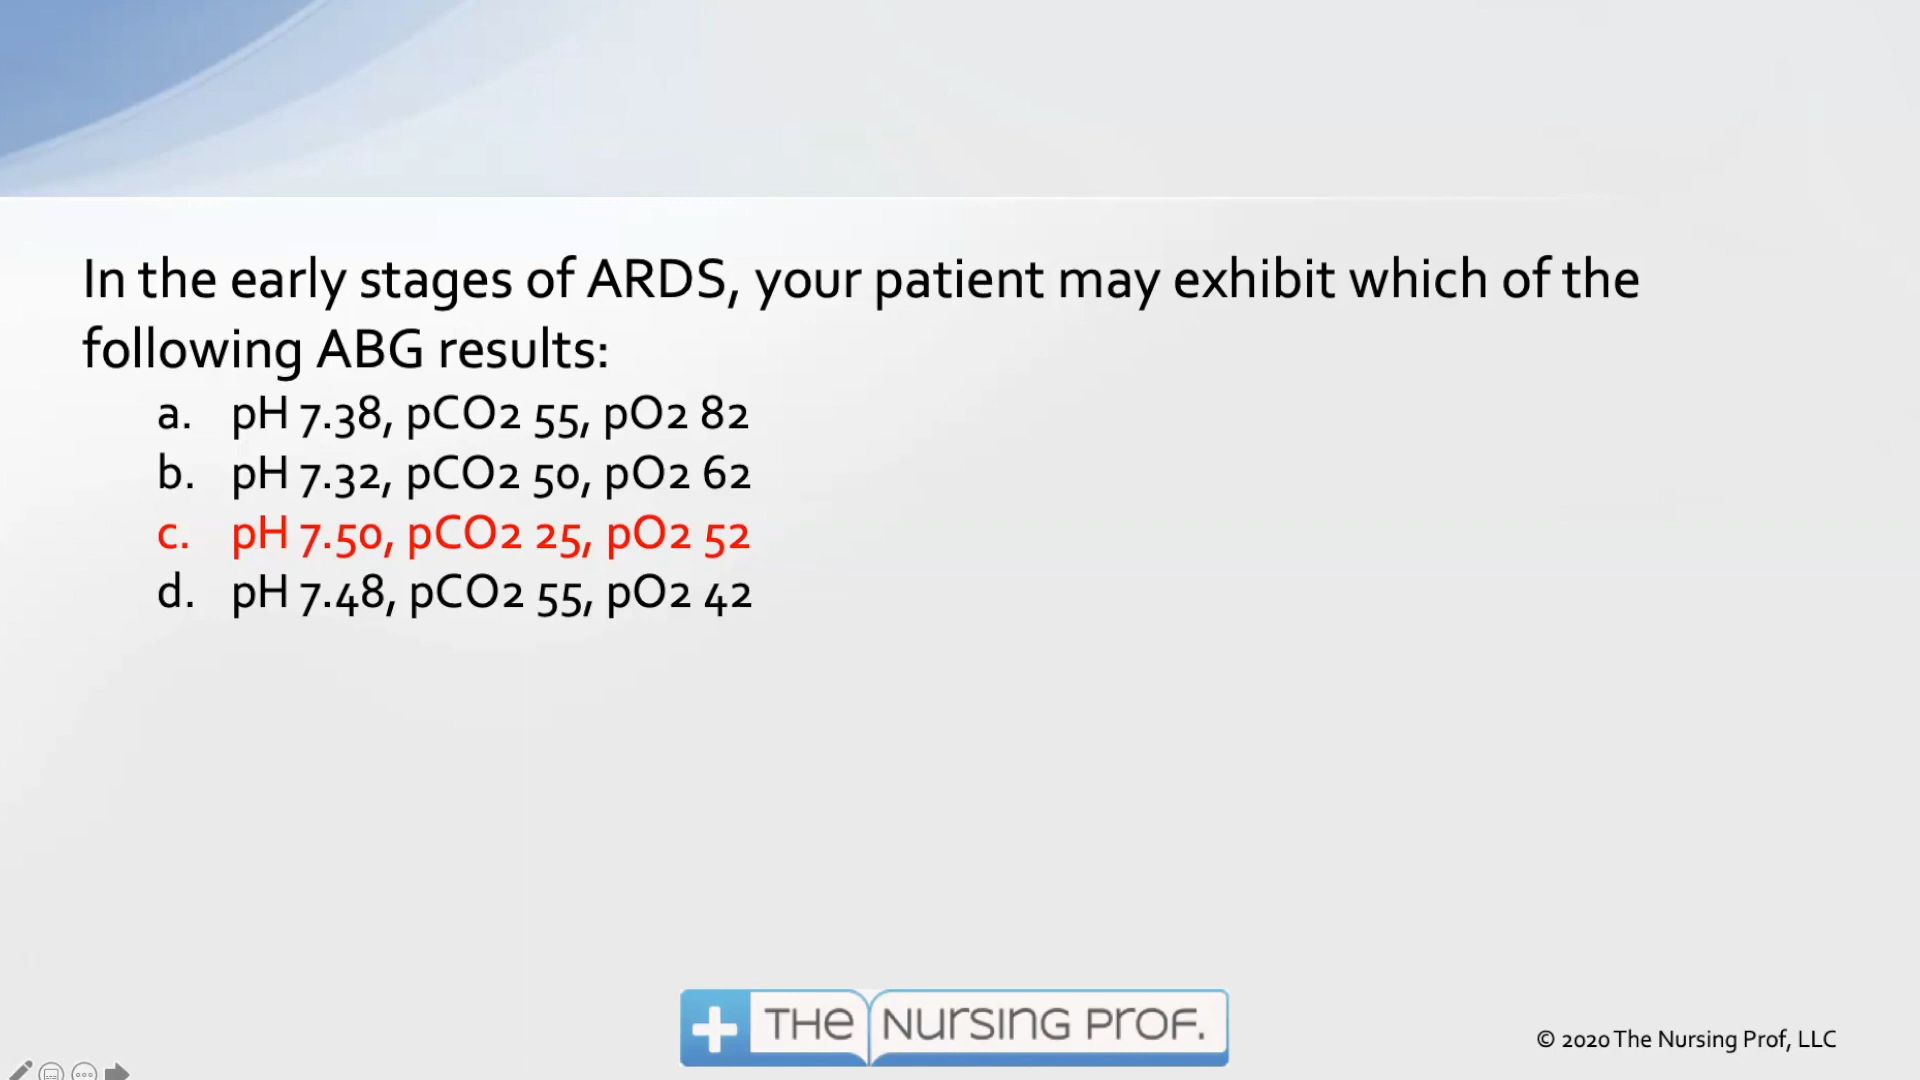 In the early stages of ARDS, your patient may exhibit which of the
following ABG results:
a. pH 7.38, pCO2 55, pO2 82
b. pH 7.32, pCO2 50, pO2 62
c. pH 7.50, pCO2 25, pO2 52
d. pH 7.48, pCO2 55, pO2 42
THE NURSING PROF.
© 2020 The Nursing Prof, LLC